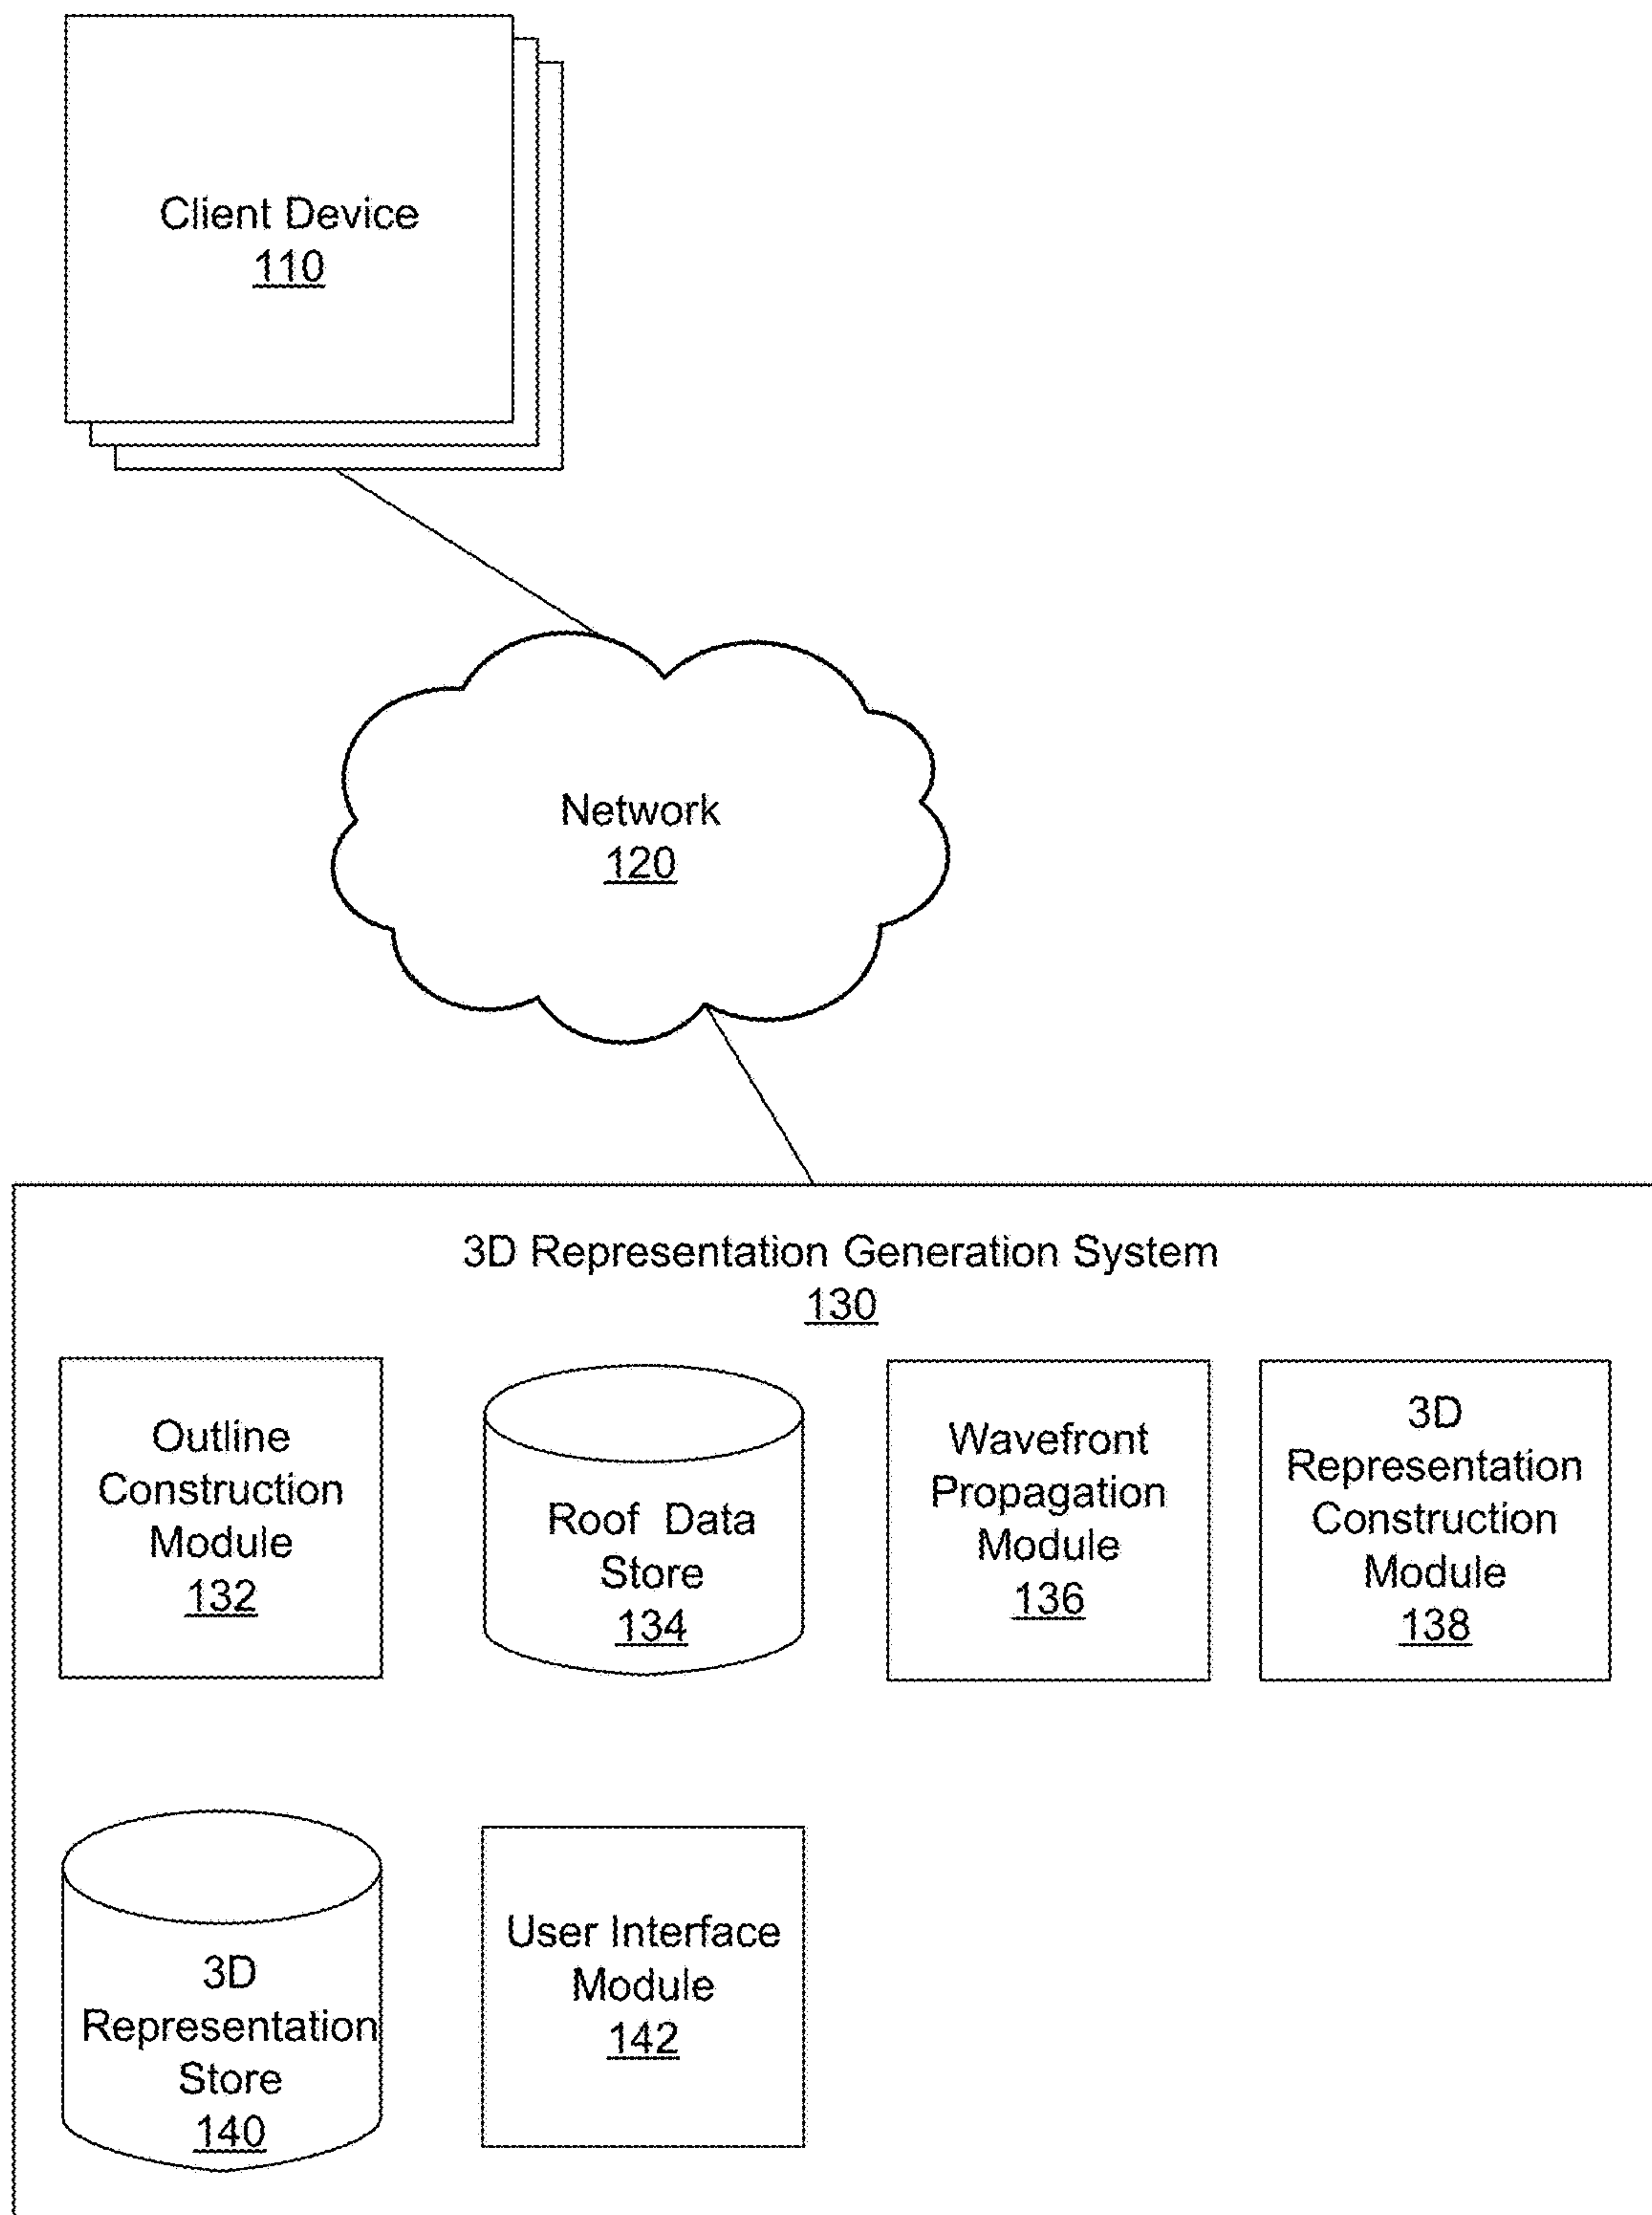 Client Device
110
Network
120
3D Representation Generation System
130
Outline
Construction
Module
132
Roof Data
Store
134
Wavefront
Propagation
Module
136
3D
Representation
Construction
Module
138
3D
Representation
Store
140
User Interface
Module
142